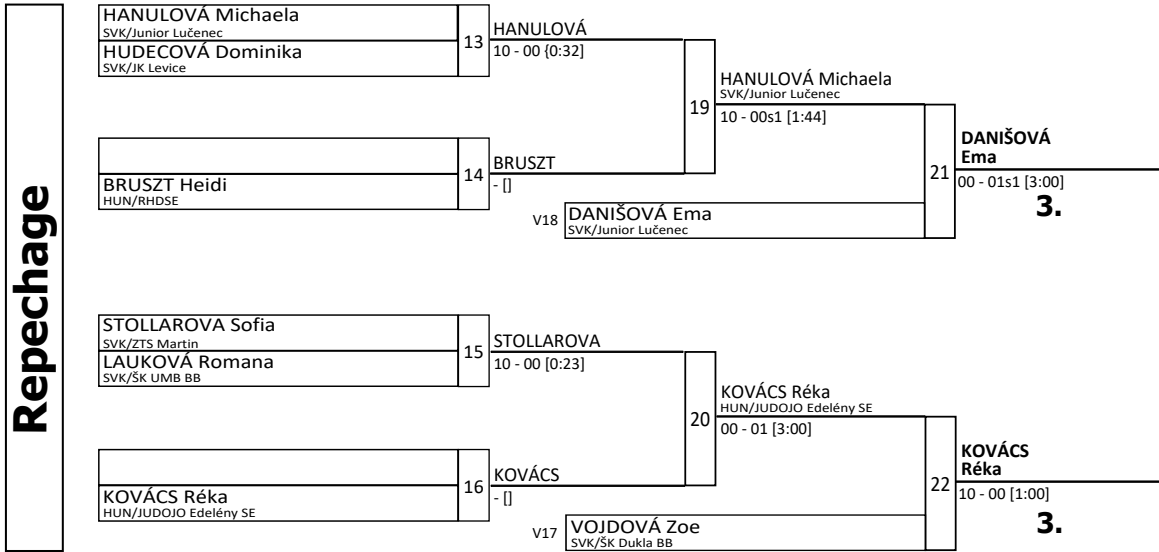 Repechage
HANULOVÁ Michaela
SVK/Junior Lučenec
HUDECOVÁ Dominika
SVK/JK Levice
13
HANULOVÁ
10 - 00 {0:32]
BRUSZT Heidi
HUN/RHDSE
14
BRUSZT
- []
19
HANULOVÁ Michaela
SVK/Junior Lučenec
10 - 00s1 [1:44]
V18
DANIŠOVÁ Ema
SVK/Junior Lučenec
21
DANIŠOVÁ
Ema
00 - 01s1 [3:00]
3.
STOLLAROVA Sofia
SVK/ZTS Martin
LAUKOVÁ Romana
SVK/ŠK UMB BB
15
STOLLAROVA
10 - 00 [0:23]
KOVÁCS Réka
HUN/JUDOJO Edelény SE
16
KOVÁCS
- []
20
KOVÁCS Réka
HUN/JUDOJO Edelény SE
00 - 01 [3:00]
V17
VOJDOVÁ Zoe
SVK/ŠK Dukla BB
22
KOVÁCS
Réka
10 - 00 [1:00]
3.